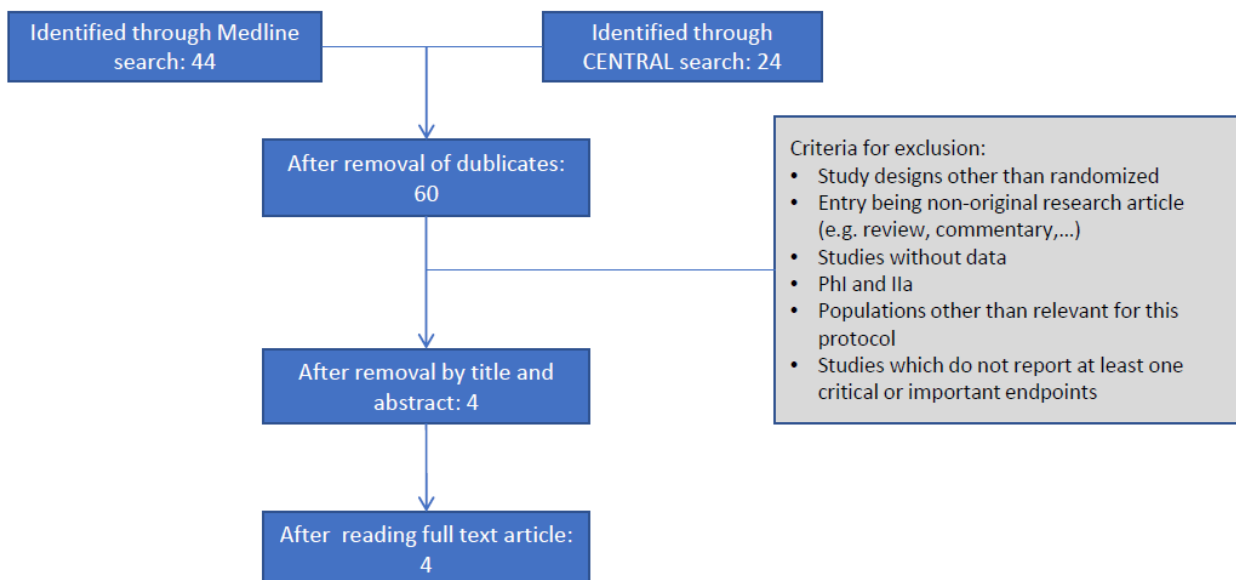 Identified through Medline
search: 44
Identified through
CENTRAL search: 24
After removal of dublicates:
60
Criteria for exclusion:
• Study designs other than randomized
• Entry being non-original research article
(e.g. review, commentary,...)
• Studies without data
• PhI and IIa
• Populations other than relevant for this
protocol
• Studies which do not report at least one
critical or important endpoints
After removal by title and
abstract: 4
After reading full text article:
4